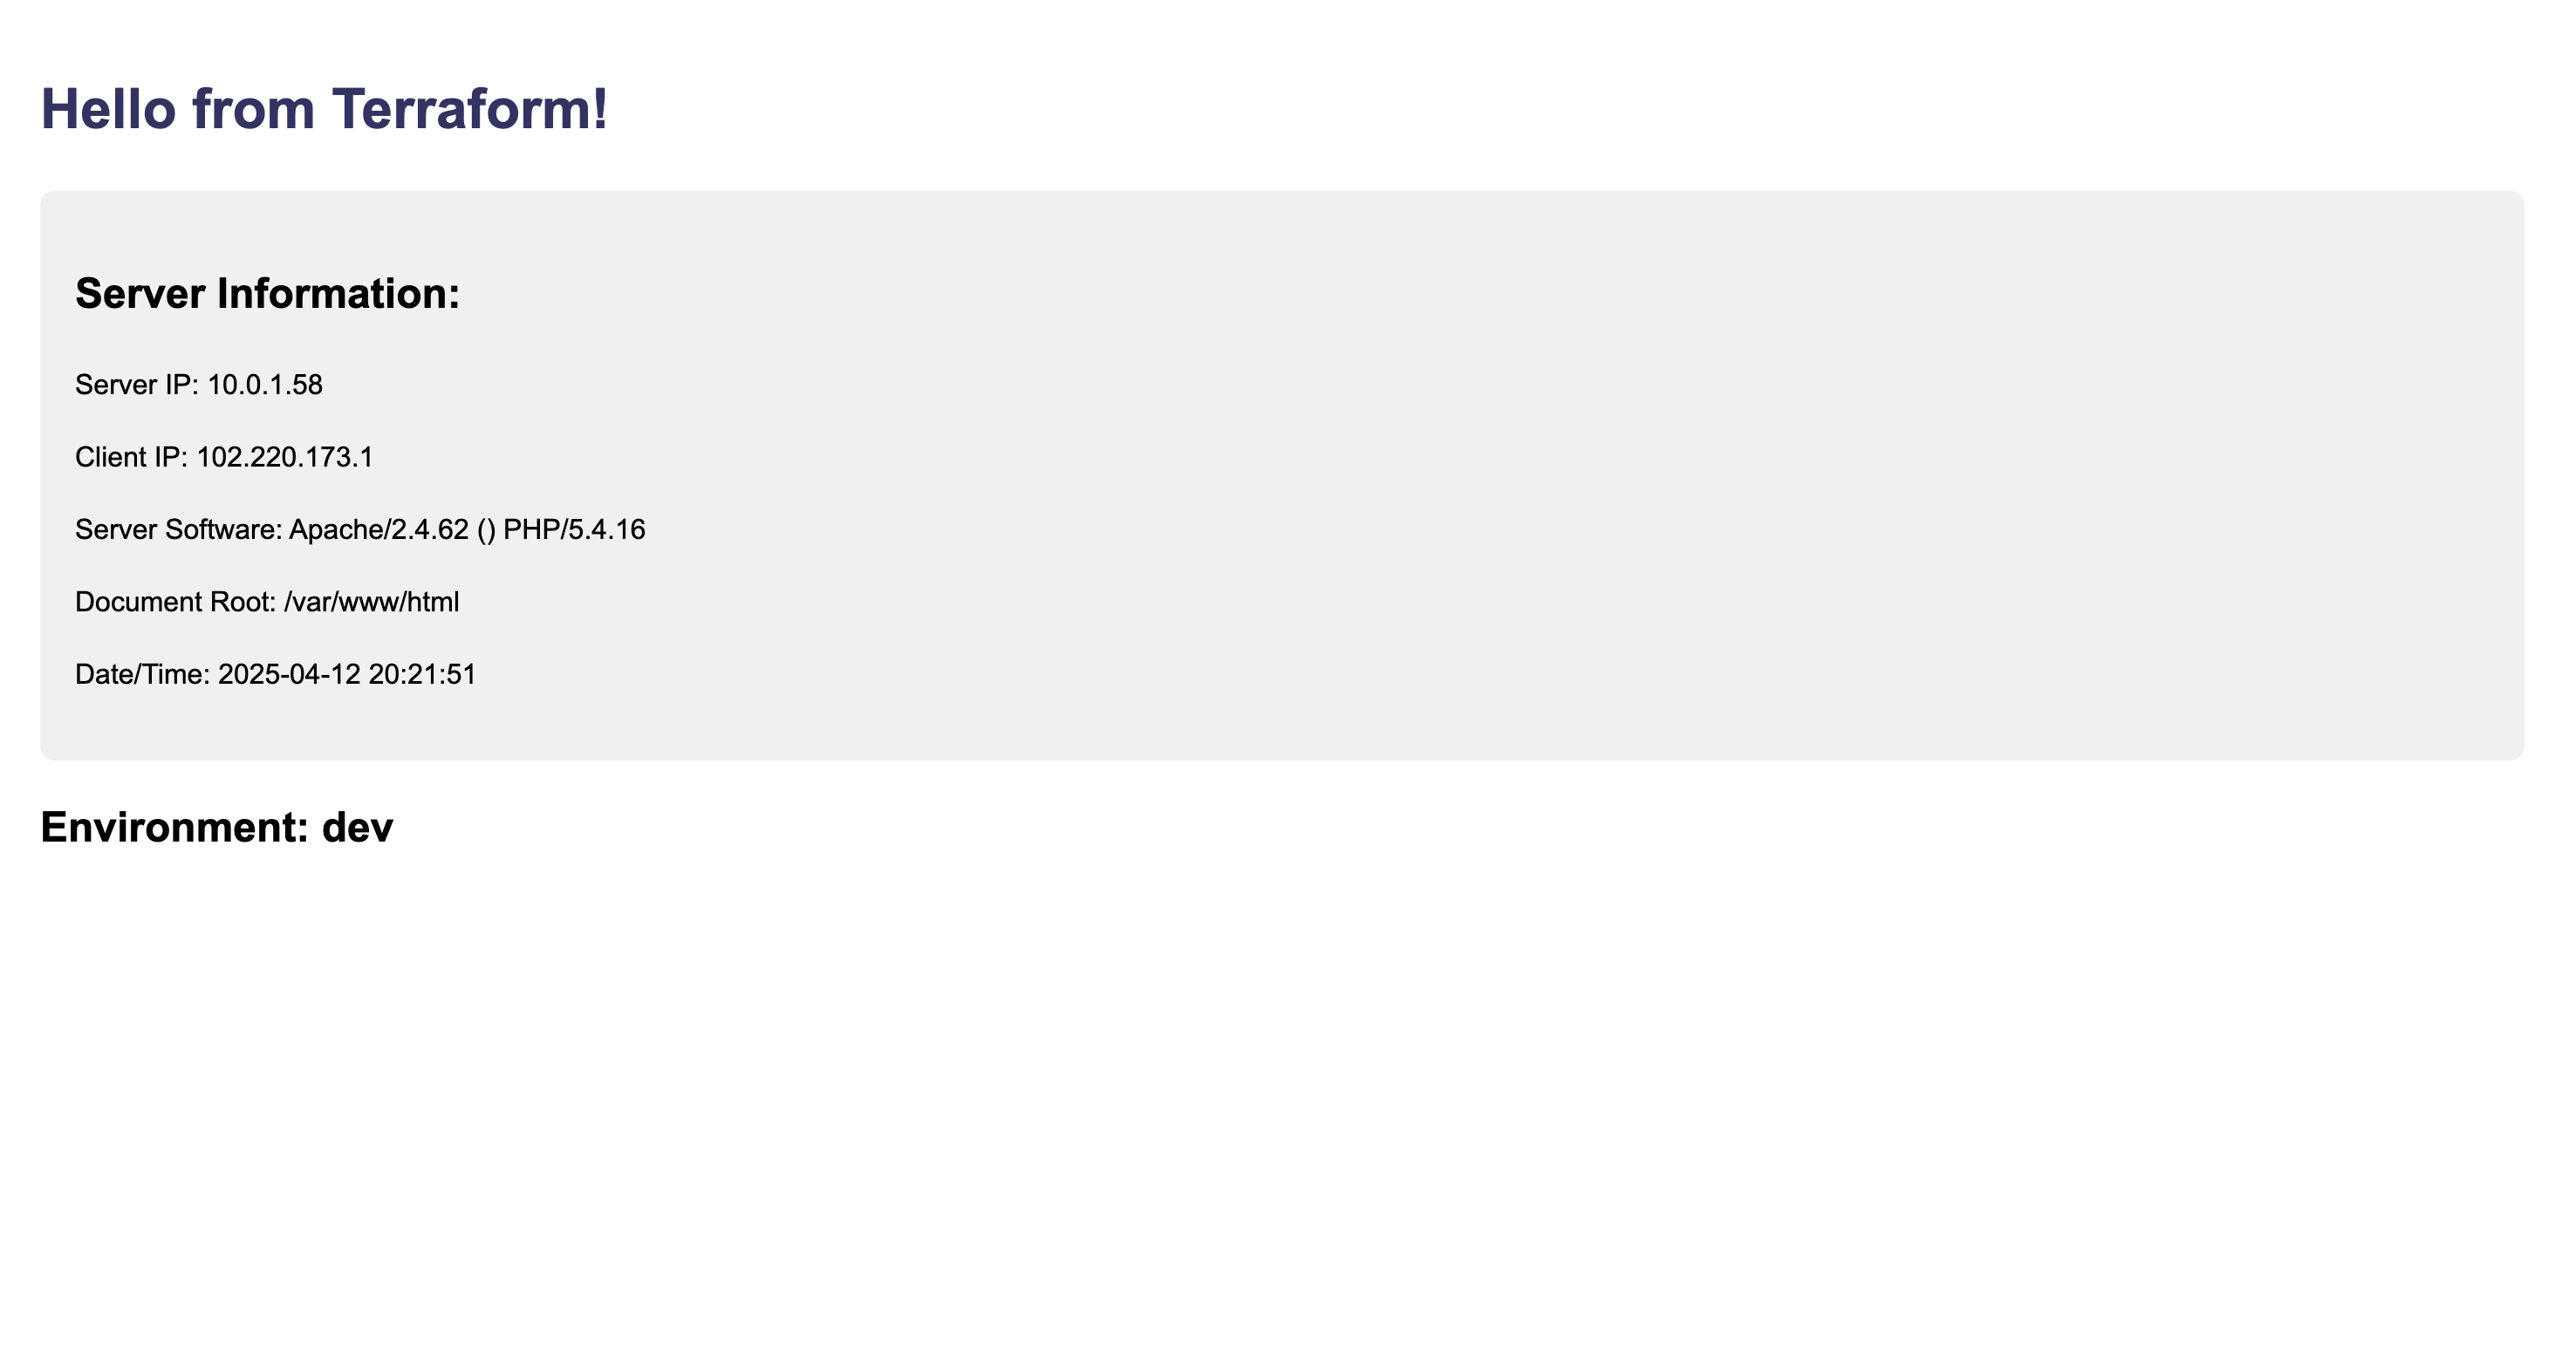 Hello from Terraform!
Server Information:
Server IP: 10.0.1.58
Client IP: 102.220.173.1
Server Software: Apache/2.4.62 () PHP/5.4.16
Document Root: /var/www/html
Date/Time: 2025-04-12 20:21:51
Environment: dev